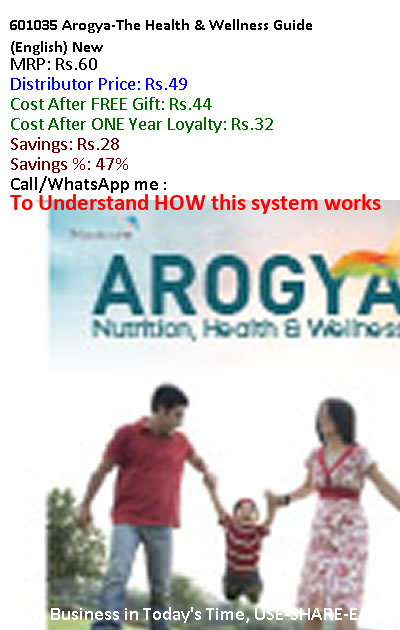 601035 Arogya-The Health & Wellness Guide
(English) New
MRP: Rs.60
Distributor Price: Rs.49
Cost After FREE Gift: Rs.44
Cost After ONE Year Loyalty: Rs.32
Savings: Rs.28
Savings %: 47%
Call/WhatsApp me :
To Understand HOW this system works
AROGYA
Nutrition, Health & Wellness
Business in Today's Time, USE-SHARE-E